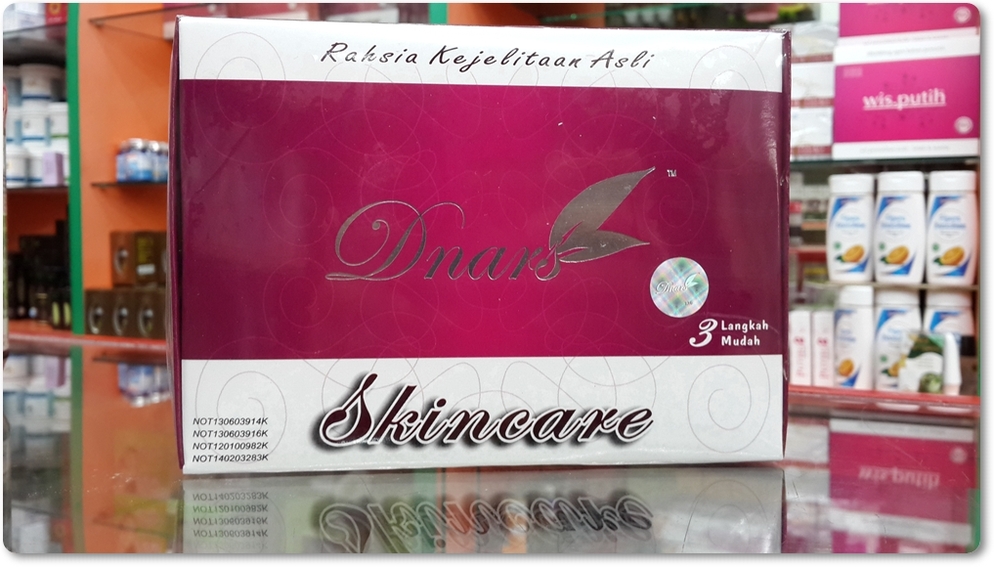 Rahsia Kejelitaan Asli
Dnars
TM
3 Langkah
Mudah
Skincare
NOT130603914K
NOT130603916K
NOT120100982K
NOT140203283K
wis.putih